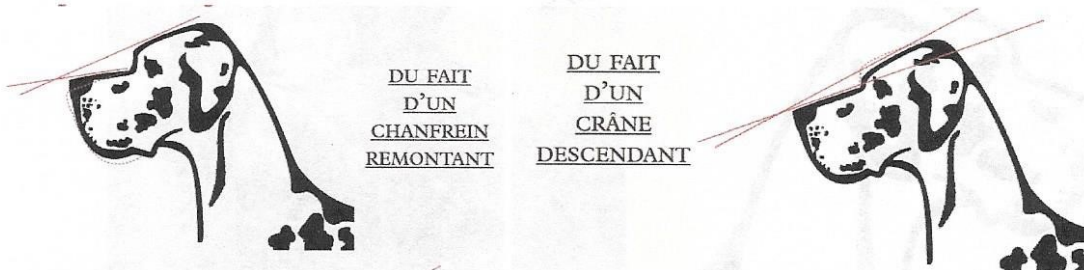 DU FAIT
D'UN
CHANFREIN
REMONTANT
DU FAIT
D'UN
CRÂNE
DESCENDANT